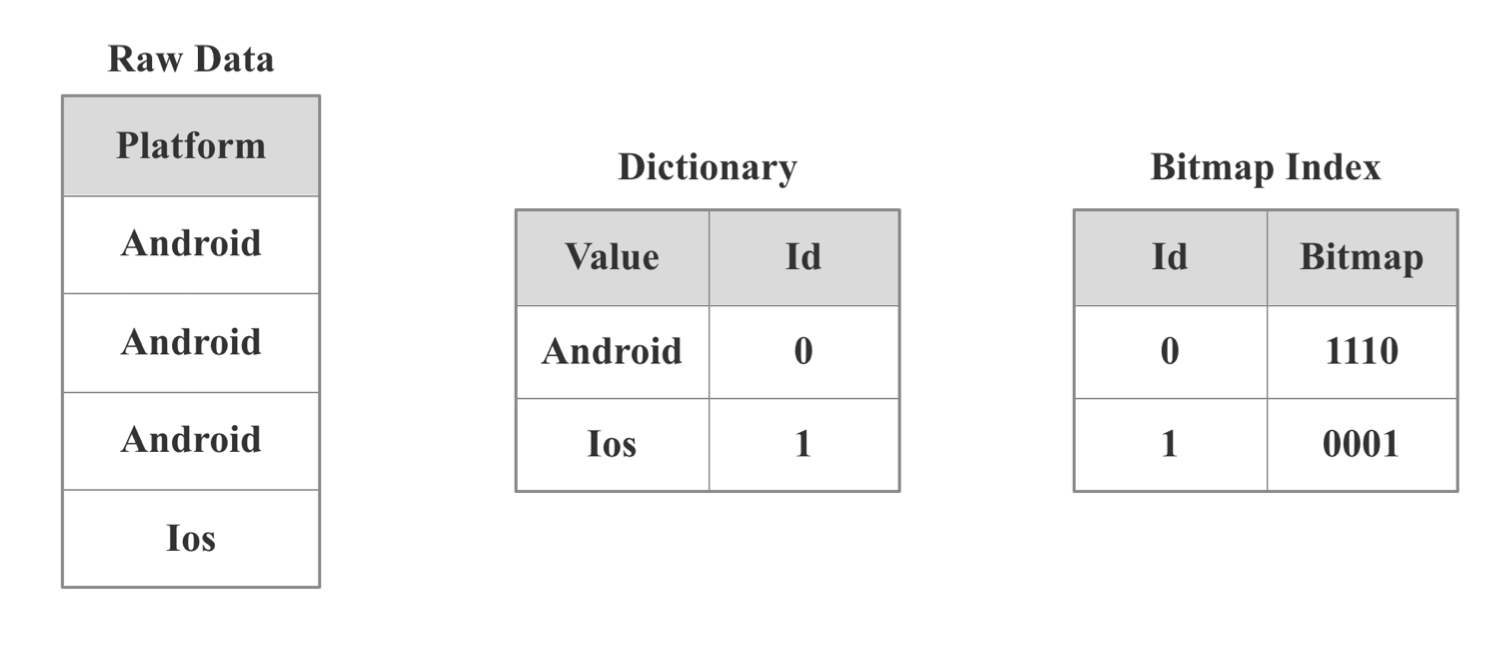 Raw Data
Platform
Android
Android
Android
Ios
Dictionary
Value Id
Android 0
Ios 1
Bitmap Index
Id Bitmap
0 1110
1 0001